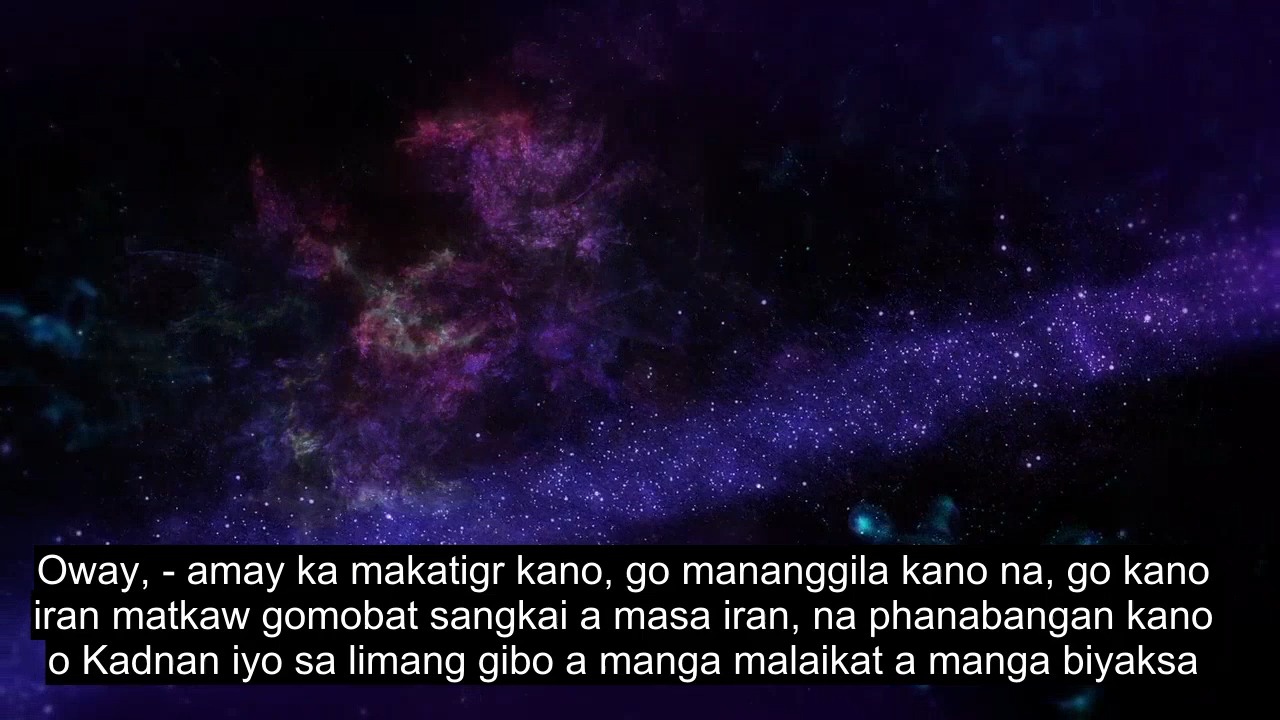 Oway, - amay ka makatigr kano, go mananggila kano na, go kano
iran matkaw gomobat sangkai a masa iran, na phanabangan kano
o Kadnan iyo sa limang gibo a manga malaikat a manga biyaksa